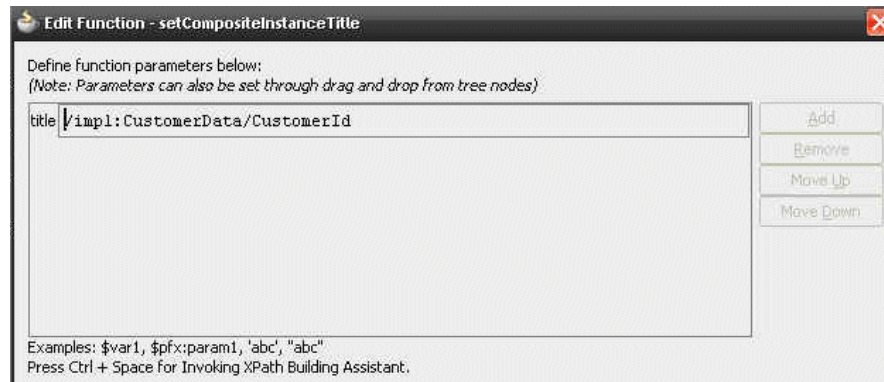 Edit Function - setCompositeInstanceTitle
Define function parameters below:
(Note: Parameters can also be set through drag and drop from tree nodes)
title /impl:CustomerData/CustomerId
Add
Remove
Move Up
Move Down
Examples: $var1, $pfx:param1, 'abc', "abc"
Press Ctrl + Space for Invoking XPath Building Assistant.